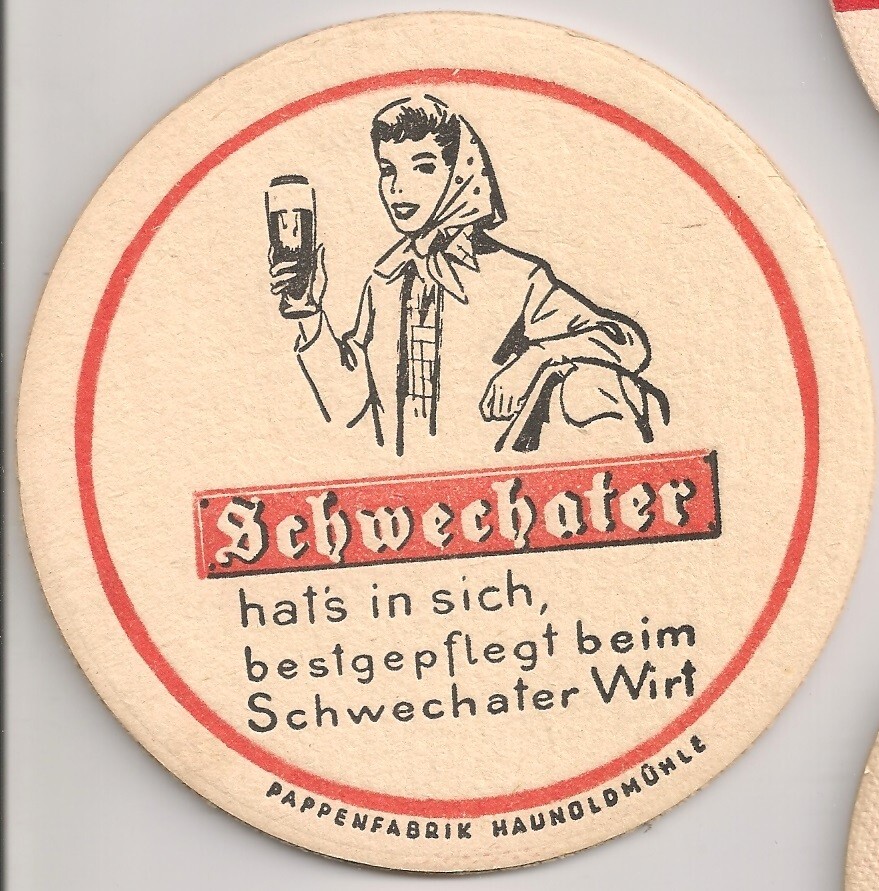 Schwechater
hat's in sich,
bestgepflegt beim
Schwechater Wirt
PAPPENFABRIK HAUNOLDMÜHLE